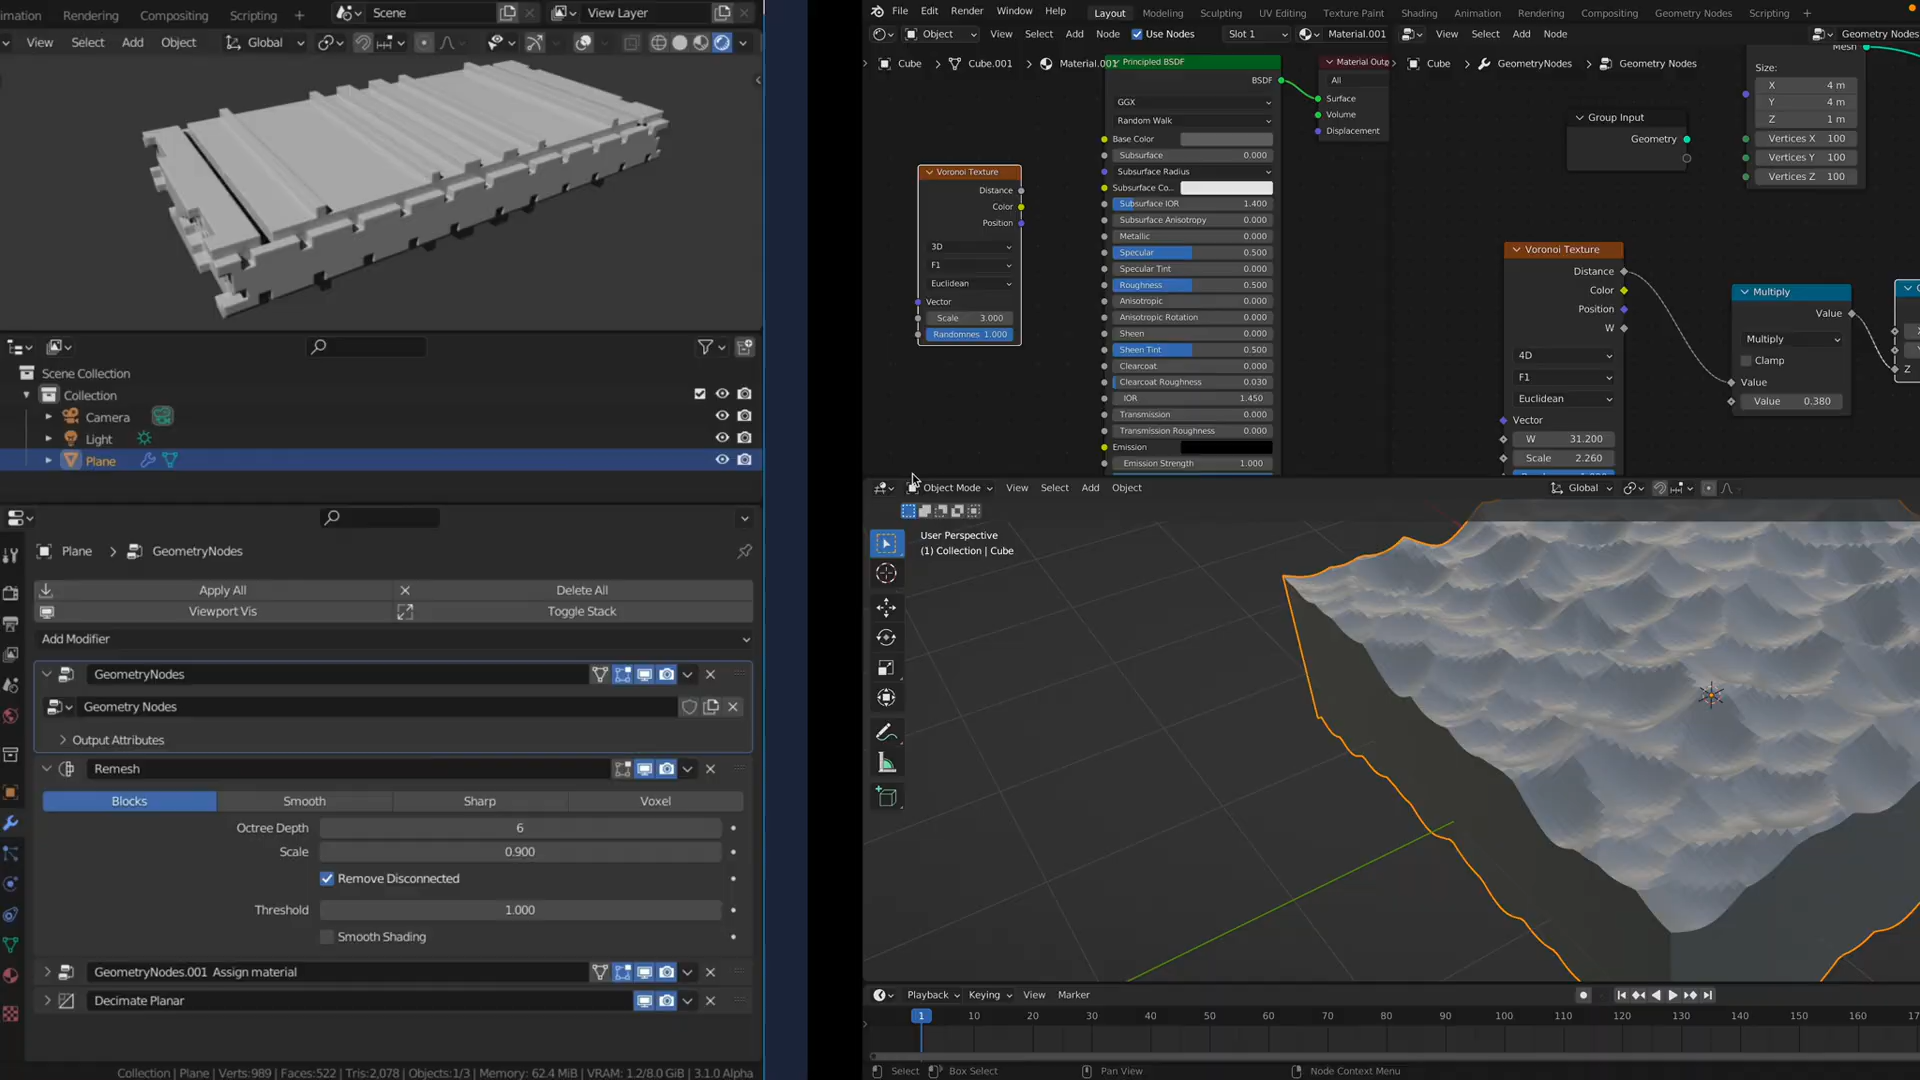 mation
Rendering
Compositing
Scripting
+
Scene
View Layer
View
Select
Add
Object
Global
Scene Collection
Collection
Camera
Light
Plane
Plane
GeometryNodes
Apply All
Delete All
Viewport Vis
Toggle Stack
Add Modifier
GeometryNodes
Geometry Nodes
Output Attributes
Remesh
Blocks
Smooth
Sharp
Voxel
Octree Depth
6
Scale
0.900
Remove Disconnected
Threshold
1.000
Smooth Shading
GeometryNodes.001 Assign material
Decimate Planar
Collection | Plane | Verts:989 | Faces:522 | Tris:2,078 | Objects:1/3 | Memory: 62.4 MiB | VRAM: 1.2/8.0 GiB | 3.1.0 Alpha
File
Edit
Render
Window
Help
Layout
Modeling
Sculpting
UV Editing
Texture Paint
Shading
Animation
Rendering
Compositing
Geometry Nodes
Scripting
+
Object
View
Select
Add
Node
Use Nodes
Slot 1
Material.001
View
Select
Add
Node
Geometry Nodes
Cube
Cube.001
Material.001
Cube
GeometryNodes
Geometry Nodes
Voronoi Texture
Distance
Color
Position
3D
F1
Euclidean
Vector
Scale 3.000
Randomnes 1.000
Principled BSDF
BSDF
GGX
Random Walk
Base Color
Subsurface 0.000
Subsurface Radius
Subsurface Co...
Subsurface IOR 1.400
Subsurface Anisotropy 0.000
Metallic 0.000
Specular 0.500
Specular Tint 0.000
Roughness 0.500
Anisotropic 0.000
Anisotropic Rotation 0.000
Sheen 0.000
Sheen Tint 0.500
Clearcoat 0.000
Clearcoat Roughness 0.030
IOR 1.450
Transmission 0.000
Transmission Roughness 0.000
Emission
Emission Strength 1.000
Material Outp
All
Surface
Volume
Displacement
Group Input
Geometry
Mesh
Size:
X 4 m
Y 4 m
Z 1 m
Vertices X 100
Vertices Y 100
Vertices Z 100
Voronoi Texture
Distance
Color
Position
W
4D
F1
Euclidean
Vector
W 31.200
Scale 2.260
Multiply
Value
Multiply
Clamp
Value
Value 0.380
Z
Object Mode
View
Select
Add
Object
Global
User Perspective
(1) Collection | Cube
Playback
Keying
View
Marker
1
10
20
30
40
50
60
70
80
90
100
110
120
130
140
150
160
Select
Box Select
Pan View
Node Context Menu